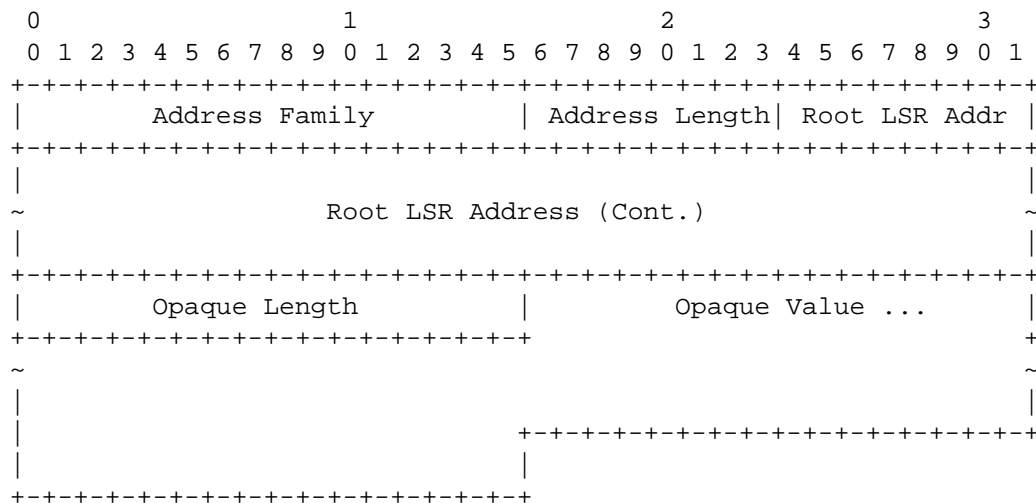 0 1 2 3
0 1 2 3 4 5 6 7 8 9 0 1 2 3 4 5 6 7 8 9 0 1 2 3 4 5 6 7 8 9 0 1
+-+-+-+-+-+-+-+-+-+-+-+-+-+-+-+-+-+-+-+-+-+-+-+-+-+-+-+-+-+-+-+-+
| Address Family | Address Length| Root LSR Addr |
+-+-+-+-+-+-+-+-+-+-+-+-+-+-+-+-+-+-+-+-+-+-+-+-+-+-+-+-+-+-+-+-+
| |
~ Root LSR Address (Cont.) ~
| |
+-+-+-+-+-+-+-+-+-+-+-+-+-+-+-+-+-+-+-+-+-+-+-+-+-+-+-+-+-+-+-+-+
| Opaque Length | Opaque Value ... |
+-+-+-+-+-+-+-+-+-+-+-+-+-+-+-+-+ +
~ ~
| |
| +-+-+-+-+-+-+-+-+-+-+-+-+-+-+-+-+
| |
+-+-+-+-+-+-+-+-+-+-+-+-+-+-+-+-+